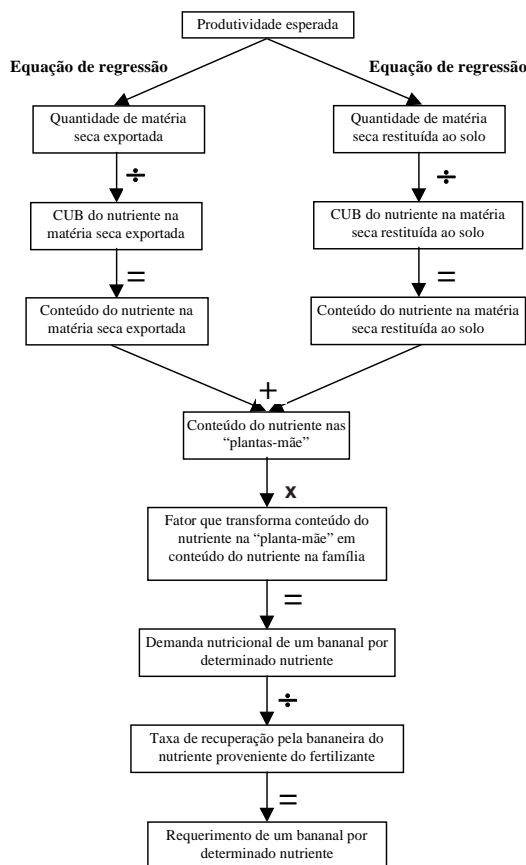 Produtividade esperada
Equação de regressão
Equação de regressão
Quantidade de matéria
seca exportada
Quantidade de matéria
seca restituída ao solo
÷
÷
CUB do nutriente na
matéria seca exportada
CUB do nutriente na matéria
seca restituída ao solo
=
=
Conteúdo do nutriente na
matéria seca exportada
Conteúdo do nutriente na matéria
seca restituída ao solo
+
Conteúdo do nutriente nas
“plantas-mãe”
x
Fator que transforma conteúdo do
nutriente na “planta-mãe” em
conteúdo do nutriente na família
=
Demanda nutricional de um bananal por
determinado nutriente
÷
Taxa de recuperação pela bananeira do
nutriente proveniente do fertilizante
=
Requerimento de um bananal por
determinado nutriente